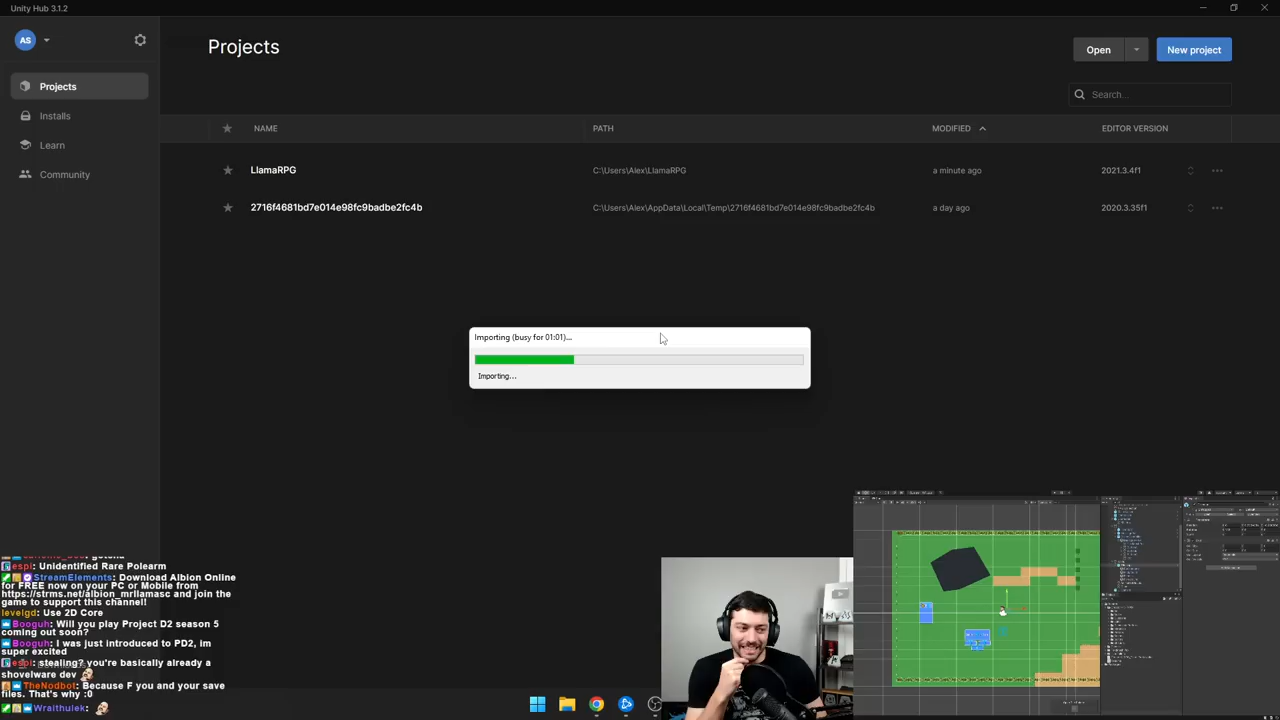 Unity Hub 3.1.2
AS
Projects
Open
New project
Projects
Installs
Learn
Community
Search...
NAME
PATH
MODIFIED
EDITOR VERSION
LlamaRPG
C:\Users\Alex\LlamaRPG
a minute ago
2021.3.4f1
2716f4681bd7e014e98fc9badbe2fc4b
C:\Users\Alex\AppData\Local\Temp\2716f4681bd7e014e98fc9badbe2fc4b
a day ago
2020.3.35f1
Importing (busy for 01:01)...
Importing...
espi: Unidentified Rare Polearm
StreamElements: Download Albion Online
for FREE now on your PC or Mobile from
https://strms.net/albion_mrllamasc and join the
game to support this channel!
levelgd: Use 2D Core
Booguh: Will you play Project D2 season 5
coming out soon?
Booguh: I was just introduced to PD2, im
super excited
espi: stealing? you're basically already a
shovelware dev
TheNodbot: Because F you and your save
files. That's why :0
Wraithulek: